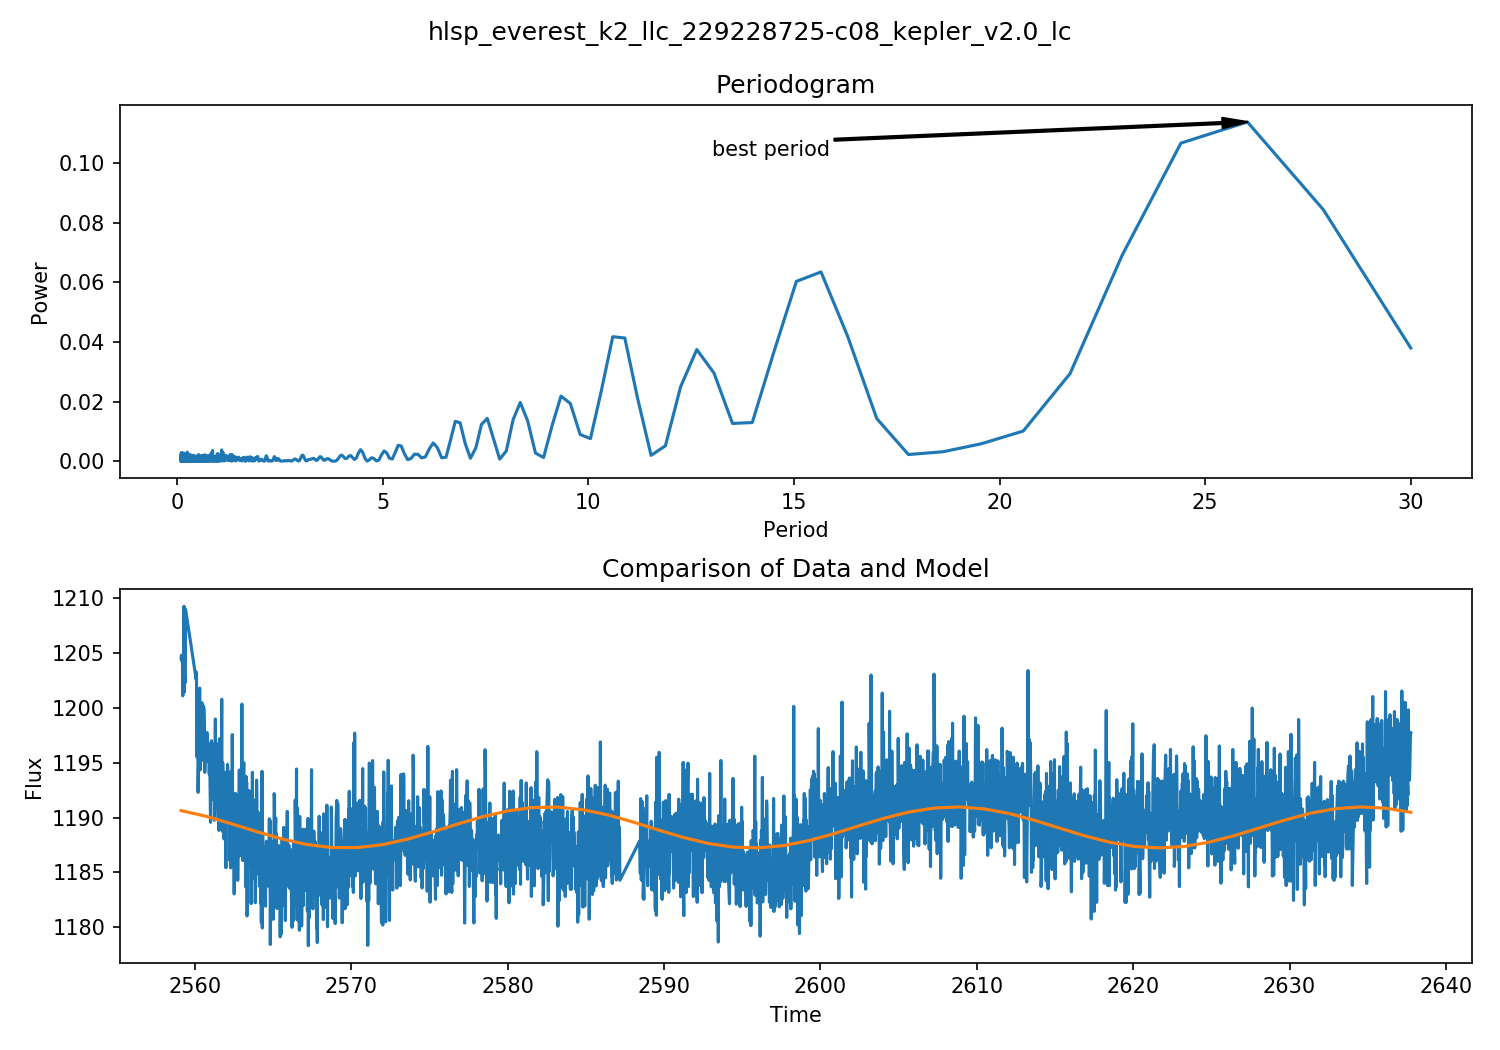 hlsp_everest_k2_llc_229228725-c08_kepler_v2.0_lc
Periodogram
best period
0.10
0.08
0.06
0.04
0.02
0.00
Power
0 5 10 15 20 25 30
Period
Comparison of Data and Model
1210
1205
1200
1195
1190
1185
1180
Flux
2560 2570 2580 2590 2600 2610 2620 2630 2640
Time